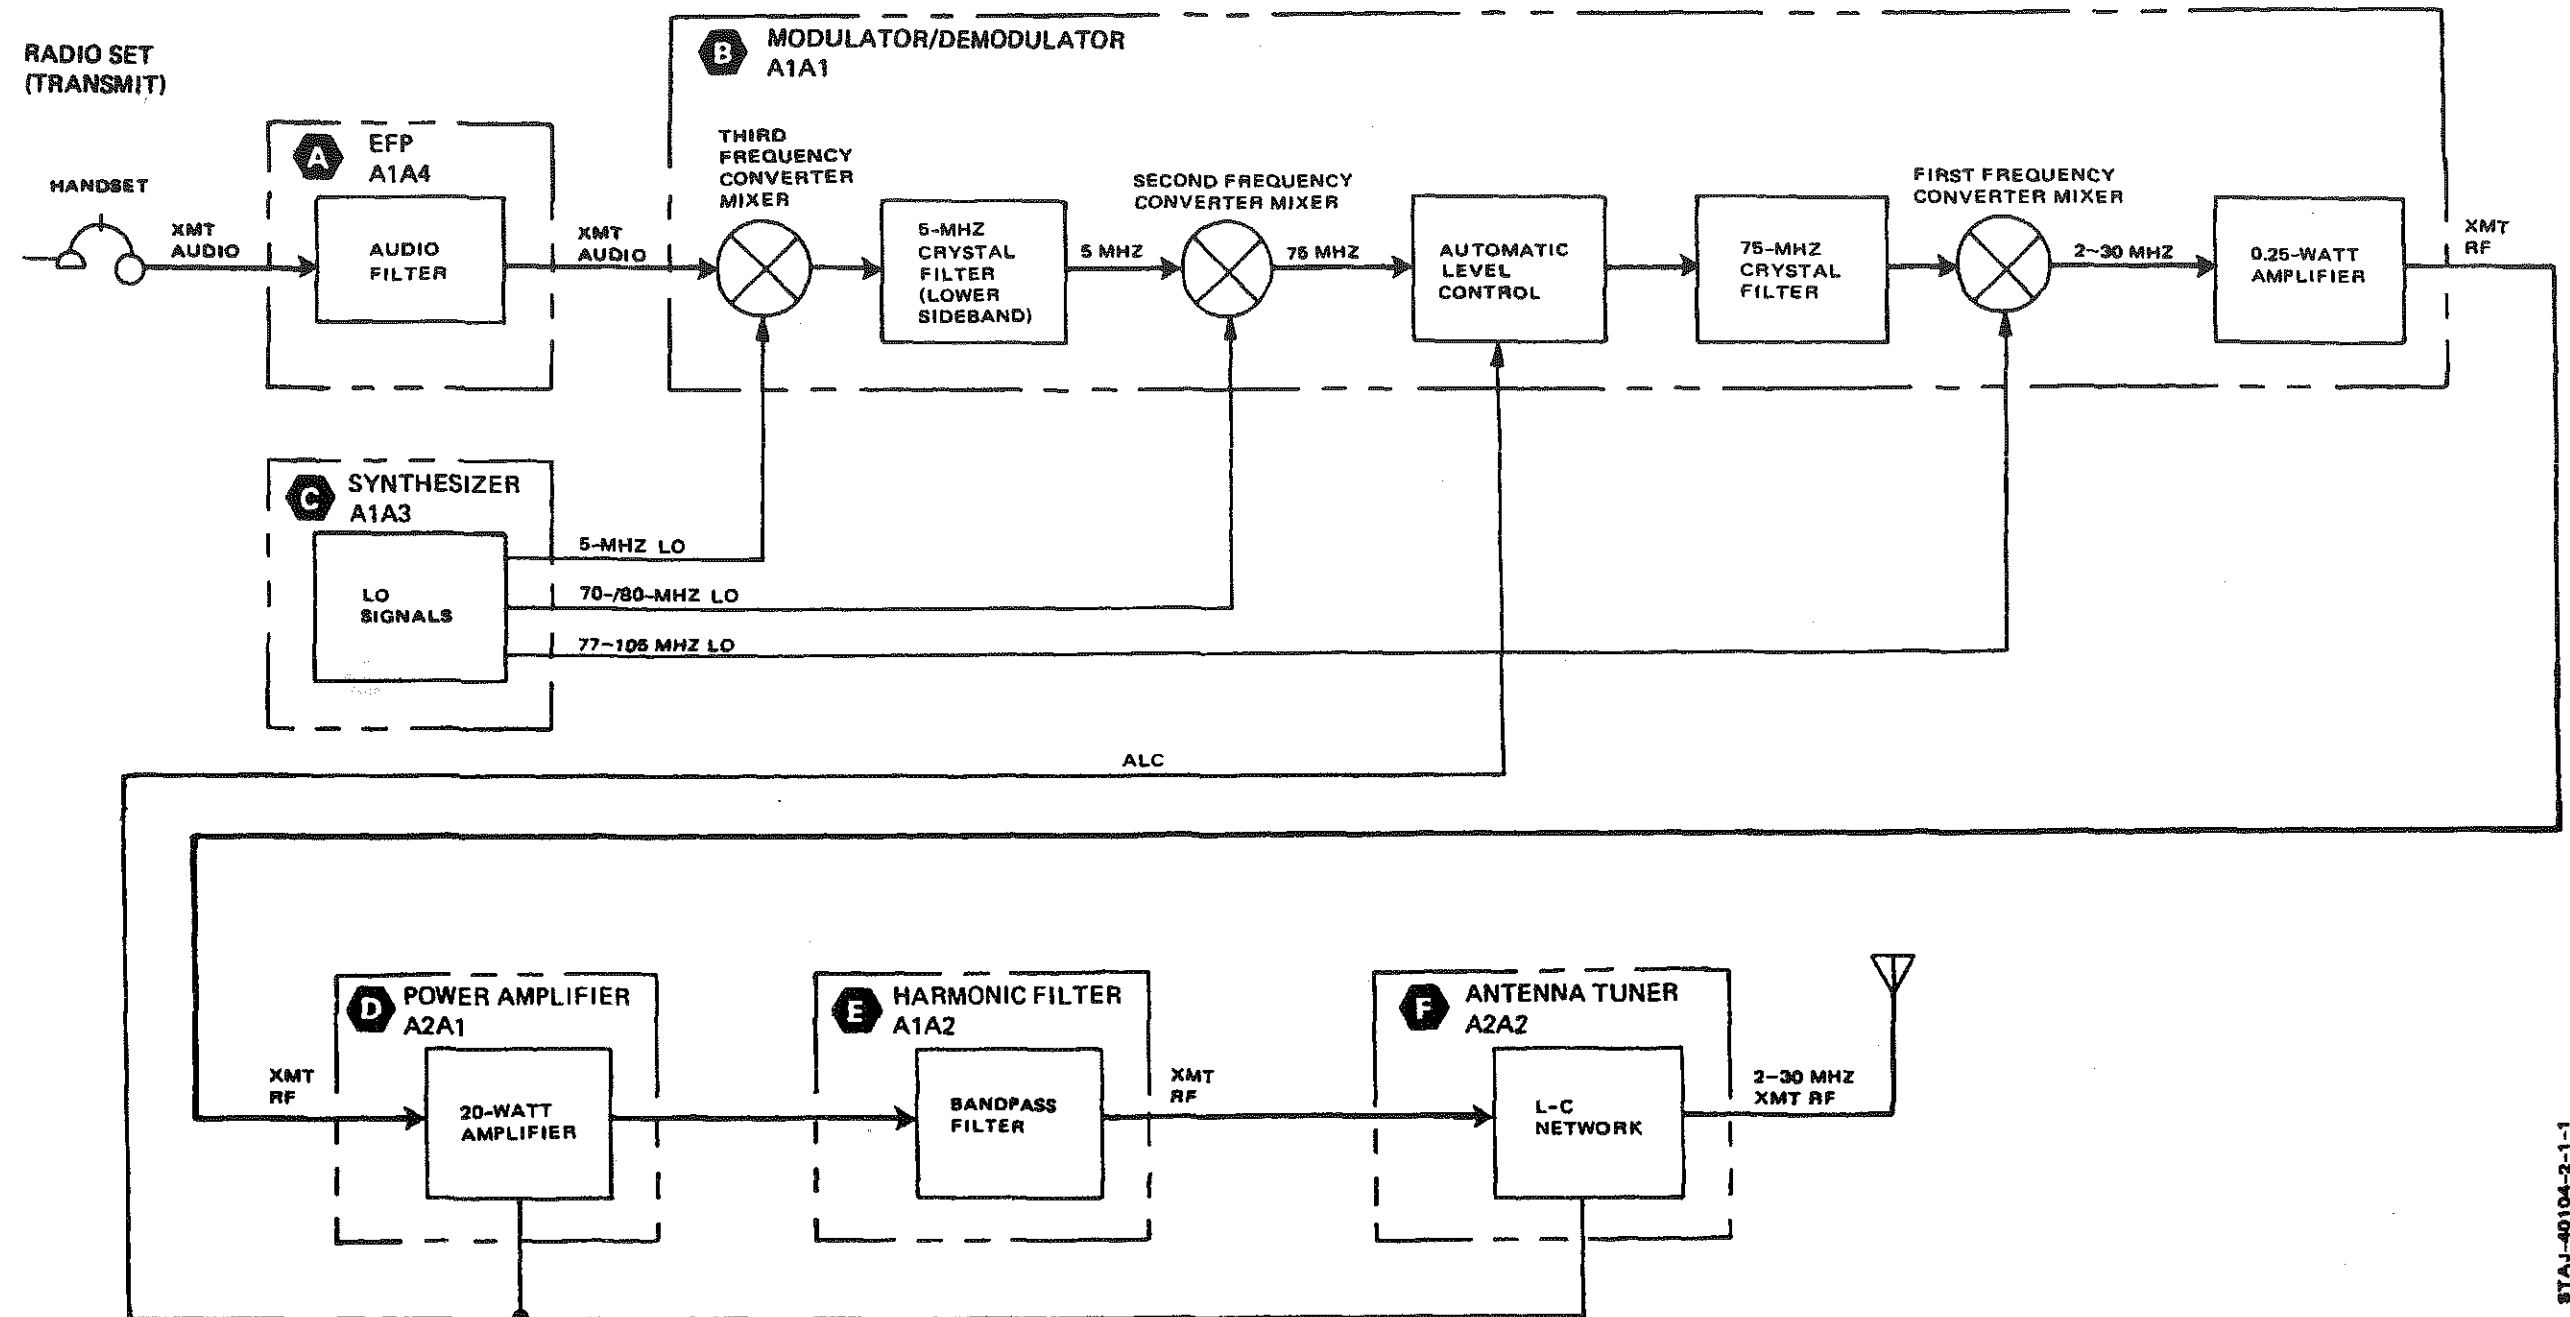 RADIO SET
(TRANSMIT)
HANDSET
XMT
AUDIO
A
EFP
A1A4
AUDIO
FILTER
XMT
AUDIO
B
MODULATOR/DEMODULATOR
A1A1
THIRD
FREQUENCY
CONVERTER
MIXER
5-MHZ
CRYSTAL
FILTER
(LOWER
SIDEBAND)
5 MHZ
SECOND FREQUENCY
CONVERTER MIXER
75 MHZ
AUTOMATIC
LEVEL
CONTROL
75-MHZ
CRYSTAL
FILTER
FIRST FREQUENCY
CONVERTER MIXER
2-30 MHZ
0.25-WATT
AMPLIFIER
XMT
RF
C
SYNTHESIZER
A1A3
LO
SIGNALS
5-MHZ LO
70-/80-MHZ LO
77-105 MHZ LO
ALC
XMT
RF
D
POWER AMPLIFIER
A2A1
20-WATT
AMPLIFIER
E
HARMONIC FILTER
A1A2
BANDPASS
FILTER
XMT
RF
F
ANTENNA TUNER
A2A2
L-C
NETWORK
2-30 MHZ
XMT RF
STAJ-40104-2-1-1